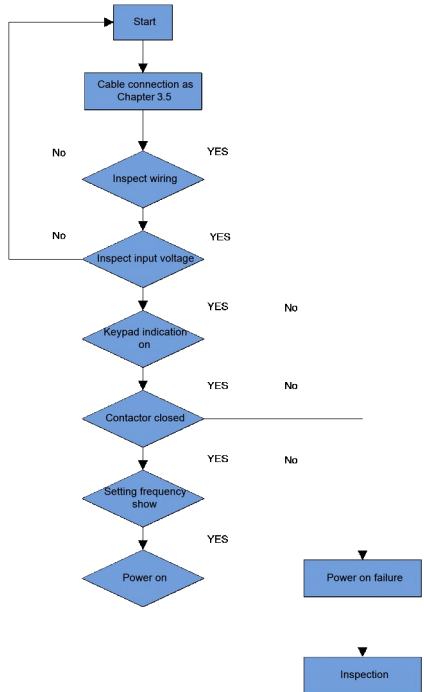 Start
Cable connection as
Chapter 3.5
No
YES
Inspect wiring
No
YES
Inspect input voltage
YES
No
Keypad indication
on
YES
No
Contactor closed
YES
No
Setting frequency
show
YES
Power on
Power on failure
Inspection